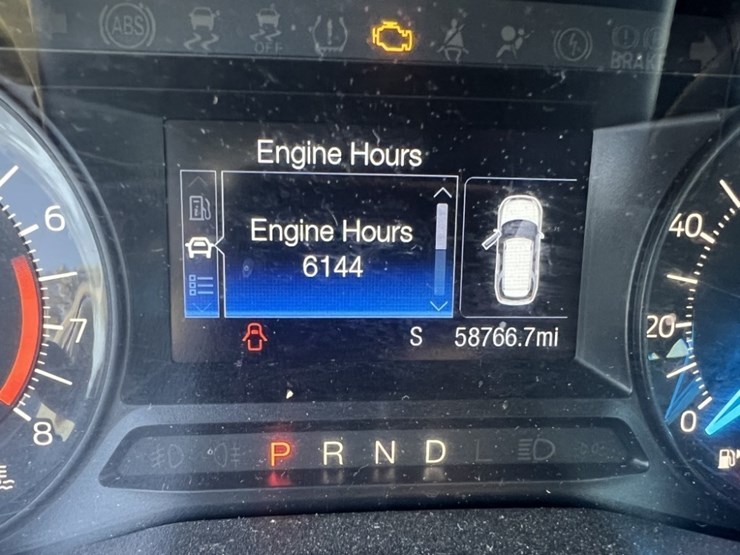 ABS
OFF
BRAKE
Engine Hours
Engine Hours
6144
S 58766.7mi
6
7
8
40
20
0
P R N D L